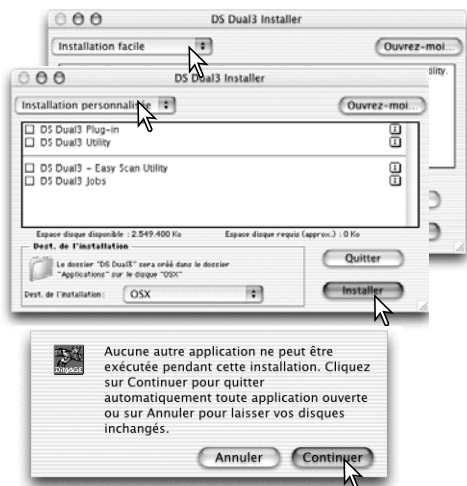 DS Dual3 Installer
Installation facile
Ouvrez-moi...
DS Dual3 Installer
Installation personnalisée
Ouvrez-moi...
DS Dual3 Plug-in
DS Dual3 Utility
DS Dual3 – Easy Scan Utility
DS Dual3 Jobs
Espace disque disponible : 2.549.400 Ko Espace disque requis (approx.) : 0 Ko
Dest. de l'installation
Le dossier "DS Dual3" sera créé dans le dossier
"Applications" sur le disque "OSX"
Dest. de l'installation : OSX
Quitter
Installer
DiMAGE
Aucune autre application ne peut être
exécutée pendant cette installation. Cliquez
sur Continuer pour quitter
automatiquement toute application ouverte
ou sur Annuler pour laisser vos disques
inchangés.
Annuler
Continuer